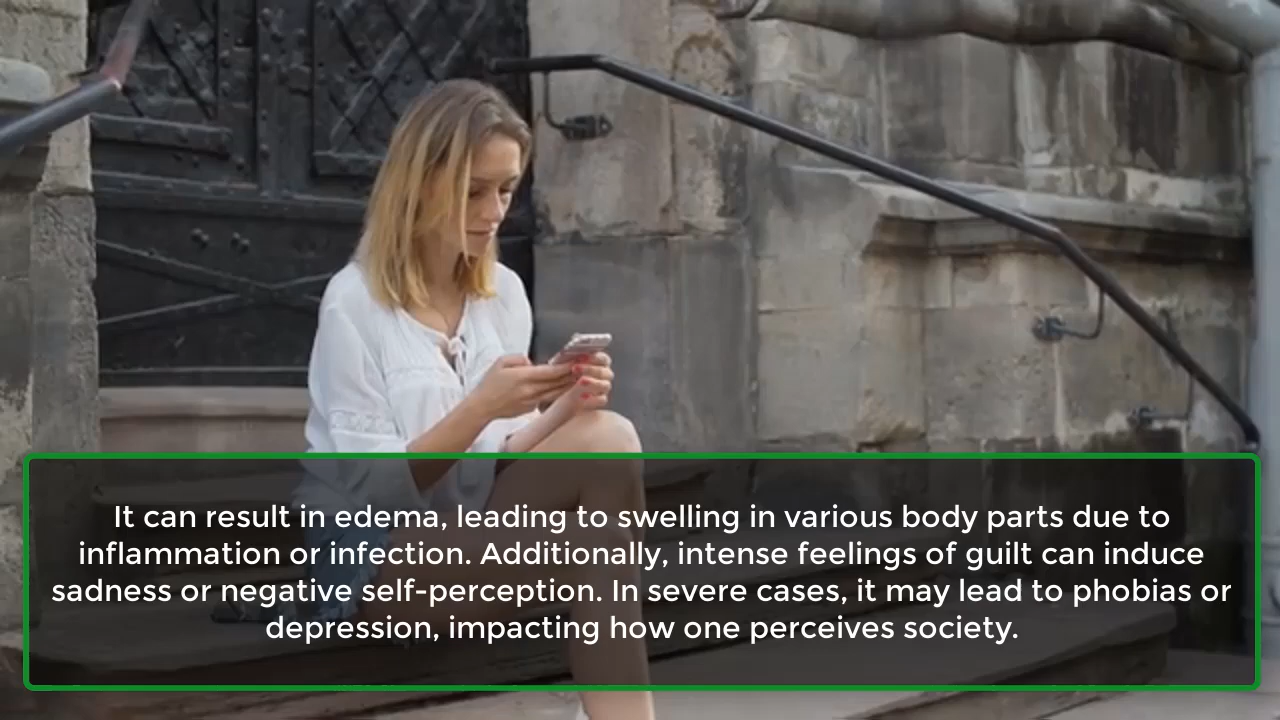 It can result in edema, leading to swelling in various body parts due to
inflammation or infection. Additionally, intense feelings of guilt can induce
sadness or negative self-perception. In severe cases, it may lead to phobias or
depression, impacting how one perceives society.